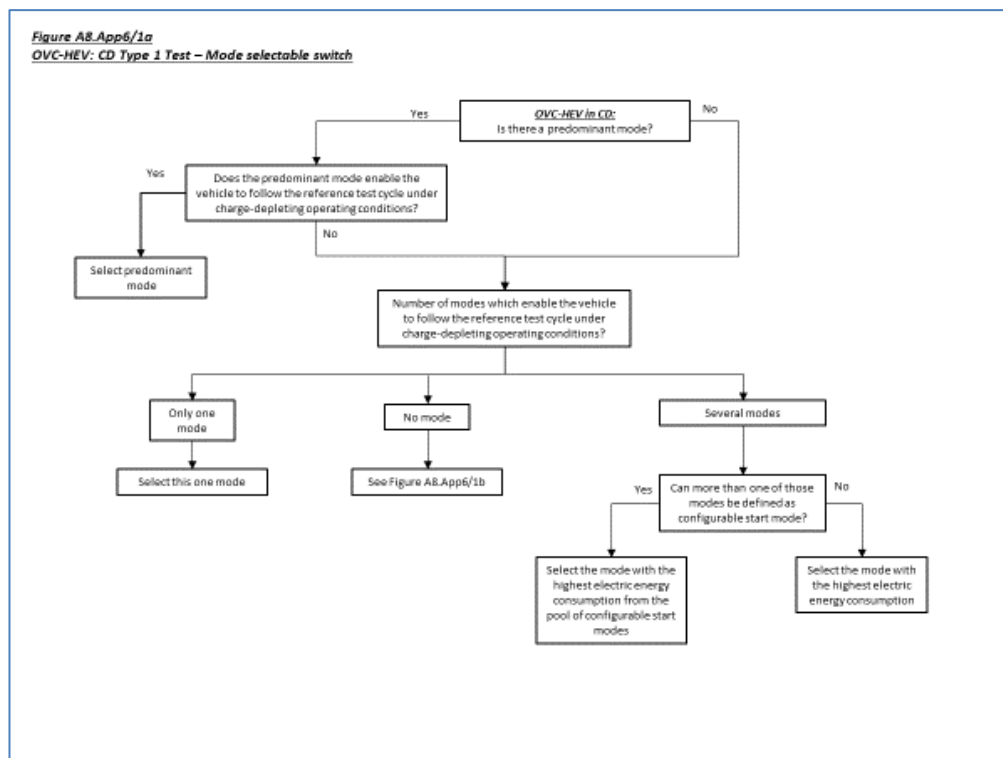 Figure A8.App6/1a
OVC-HEV: CD Type 1 Test – Mode selectable switch
Yes
OVC-HEV in CD:
No
Is there a predominant mode?
Yes
Does the predominant mode enable the
vehicle to follow the reference test cycle under
charge-depleting operating conditions?
No
Select predominant
mode
Number of modes which enable the vehicle
to follow the reference test cycle under
charge-depleting operating conditions?
Only one
mode
No mode
Several modes
Select this one mode
See Figure A8.App6/1b
Yes
Can more than one of those
modes be defined as
configurable start mode?
No
Select the mode with the
highest electric energy
consumption from the
pool of configurable start
modes
Select the mode with
the highest electric
energy consumption